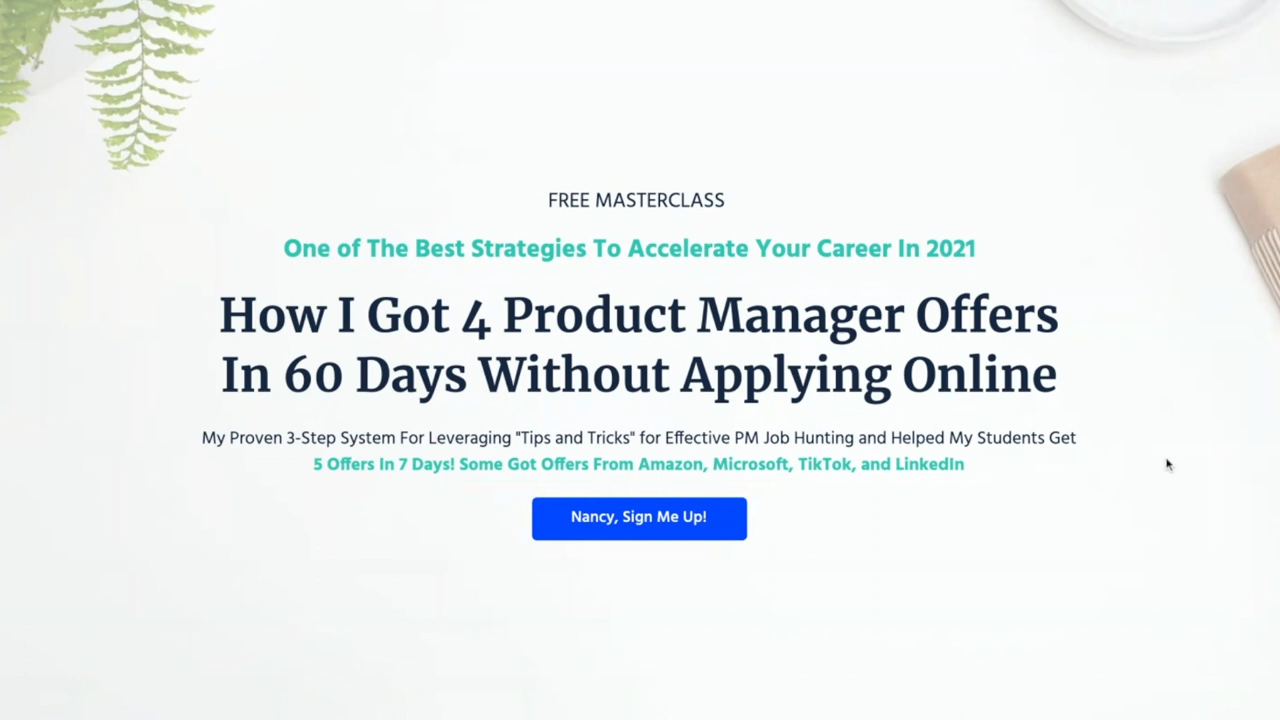 FREE MASTERCLASS
One of The Best Strategies To Accelerate Your Career In 2021
How I Got 4 Product Manager Offers
In 60 Days Without Applying Online
My Proven 3-Step System For Leveraging "Tips and Tricks" for Effective PM Job Hunting and Helped My Students Get
5 Offers In 7 Days! Some Got Offers From Amazon, Microsoft, TikTok, and LinkedIn
Nancy, Sign Me Up!